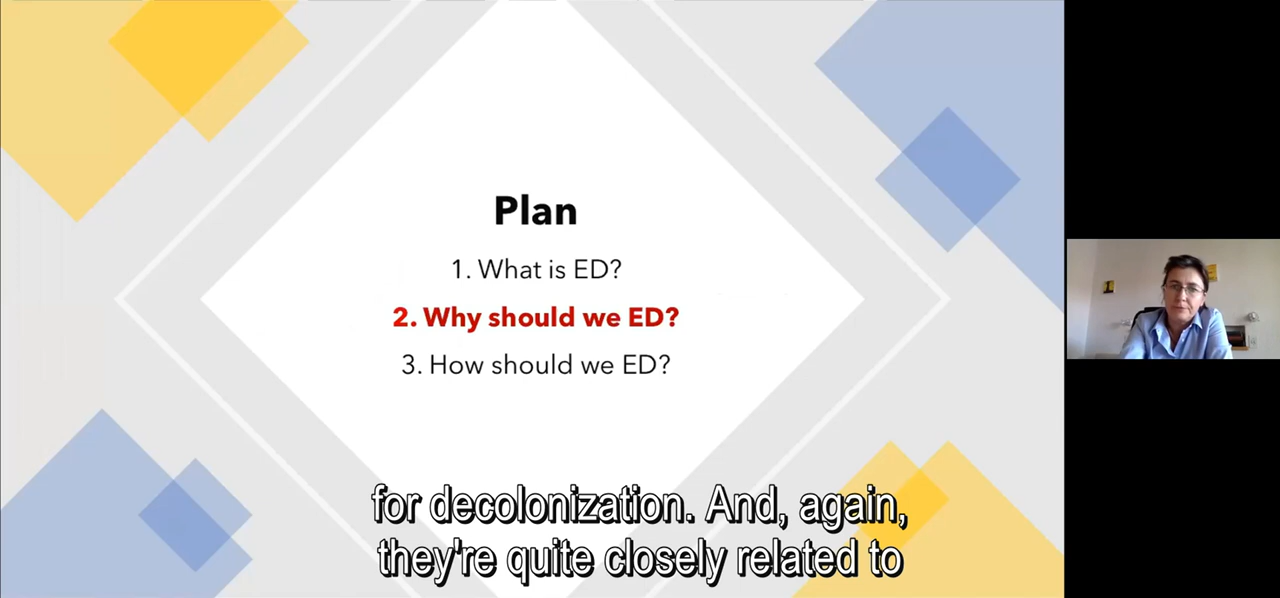 Plan
1. What is ED?
2. Why should we ED?
3. How should we ED?
for decolonization. And, again,
they're quite closely related to